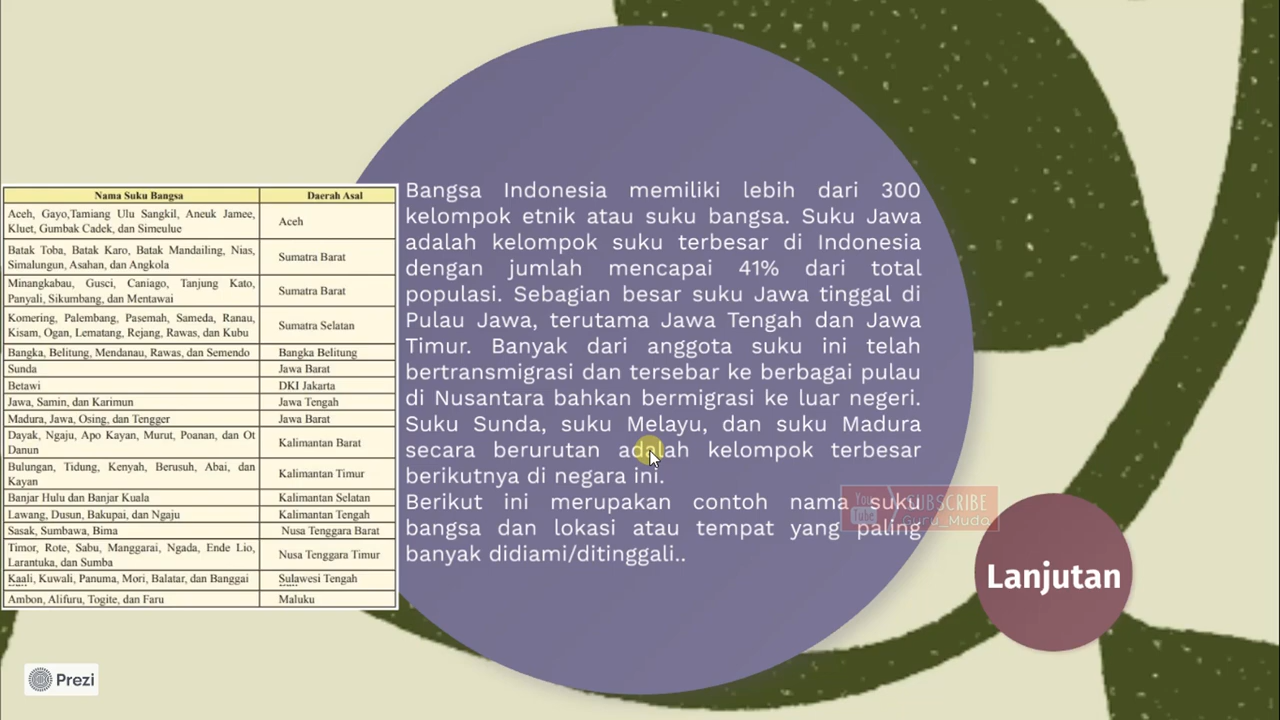 Nama Suku Bangsa Daerah Asal
Aceh, Gayo,Tamiang Ulu Sangkil, Aneuk Jamee,
Kluet, Gumbak Cadek, dan Simeulue
Aceh
Batak Toba, Batak Karo, Batak Mandailing, Nias,
Simalungun, Asahan, dan Angkola
Sumatra Barat
Minangkabau, Gusci, Caniago, Tanjung Kato,
Panyali, Sikumbang, dan Mentawai
Sumatra Barat
Komering, Palembang, Pasemah, Sameda, Ranau,
Kisam, Ogan, Lematang, Rejang, Rawas, dan Kubu
Sumatra Selatan
Bangka, Belitung, Mendanau, Rawas, dan Semendo Bangka Belitung
Sunda Jawa Barat
Betawi DKI Jakarta
Jawa, Samin, dan Karimun Jawa Tengah
Madura, Jawa, Osing, dan Tengger Jawa Barat
Dayak, Ngaju, Apo Kayan, Murut, Poanan, dan Ot
Danun
Kalimantan Barat
Bulungan, Tidung, Kenyah, Berusuh, Abai, dan
Kayan
Kalimantan Timur
Banjar Hulu dan Banjar Kuala Kalimantan Selatan
Lawang, Dusun, Bakupai, dan Ngaju Kalimantan Tengah
Sasak, Sumbawa, Bima Nusa Tenggara Barat
Timor, Rote, Sabu, Manggarai, Ngada, Ende Lio,
Larantuka, dan Sumba
Nusa Tenggara Timur
Kaali, Kuwali, Panuma, Mori, Balatar, dan Banggai Sulawesi Tengah
Ambon, Alifuru, Togite, dan Faru Maluku
Bangsa Indonesia memiliki lebih dari 300
kelompok etnik atau suku bangsa. Suku Jawa
adalah kelompok suku terbesar di Indonesia
dengan jumlah mencapai 41% dari total
populasi. Sebagian besar suku Jawa tinggal di
Pulau Jawa, terutama Jawa Tengah dan Jawa
Timur. Banyak dari anggota suku ini telah
bertransmigrasi dan tersebar ke berbagai pulau
di Nusantara bahkan bermigrasi ke luar negeri.
Suku Sunda, suku Melayu, dan suku Madura
secara berurutan adalah kelompok terbesar
berikutnya di negara ini.
Berikut ini merupakan contoh nama suku
bangsa dan lokasi atau tempat yang paling
banyak didiami/ditinggali..
You Tube SUBSCRIBE
Guru_Muda
Lanjutan
Prezi